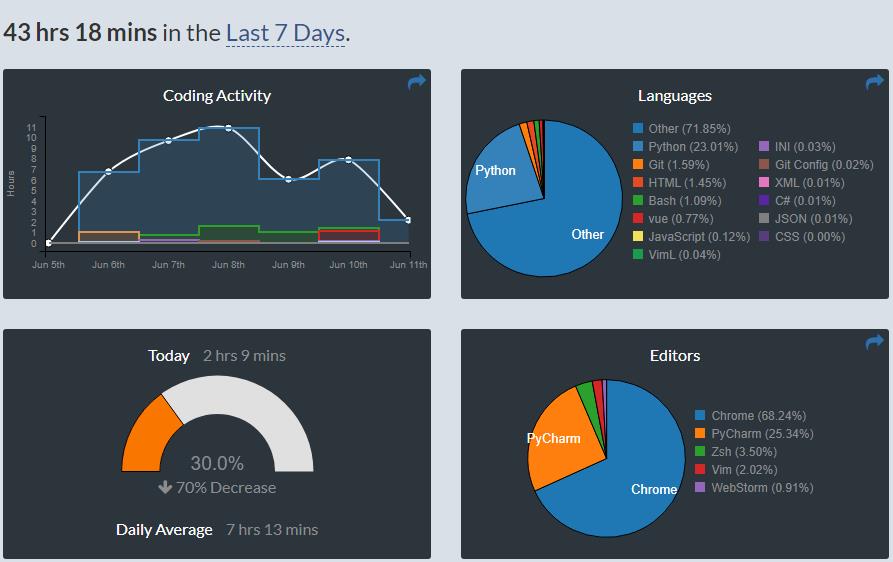 43 hrs 18 mins in the Last 7 Days.
Coding Activity
Hours
11
10
9
8
7
6
5
4
3
2
1
0
Jun 5th Jun 6th Jun 7th Jun 8th Jun 9th Jun 10th Jun 11th
Languages
Python
Other
Other (71.85%)
Python (23.01%)
Git (1.59%)
HTML (1.45%)
Bash (1.09%)
vue (0.77%)
JavaScript (0.12%)
VimL (0.04%)
INI (0.03%)
Git Config (0.02%)
XML (0.01%)
C# (0.01%)
JSON (0.01%)
CSS (0.00%)
Today 2 hrs 9 mins
30.0%
70% Decrease
Daily Average 7 hrs 13 mins
Editors
PyCharm
Chrome
Chrome (68.24%)
PyCharm (25.34%)
Zsh (3.50%)
Vim (2.02%)
WebStorm (0.91%)